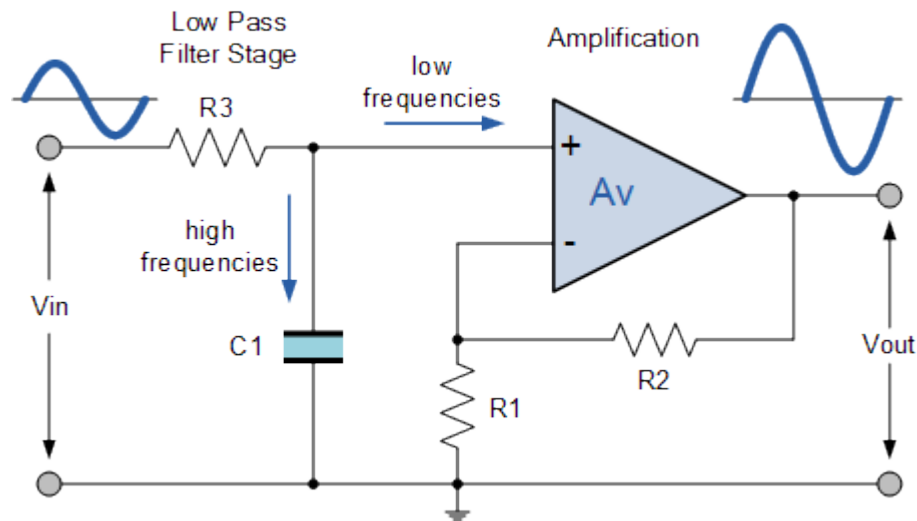 Low Pass
Filter Stage
Amplification
low
frequencies
R3
+
Av
-
high
frequencies
Vin
C1
R2
Vout
R1